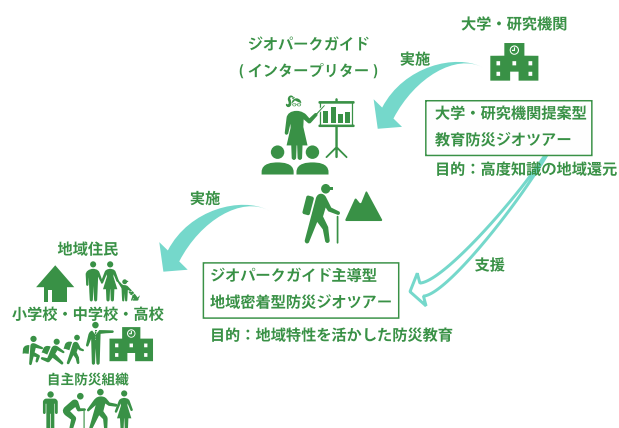 大学・研究機関
ジオパークガイド
(インタープリター)
実施
大学・研究機関提案型
教育防災ジオツアー
目的：高度知識の地域還元
実施
地域住民
支援
ジオパークガイド主導型
地域密着型防災ジオツアー
目的：地域特性を活かした防災教育
小学校・中学校・高校
自主防災組織